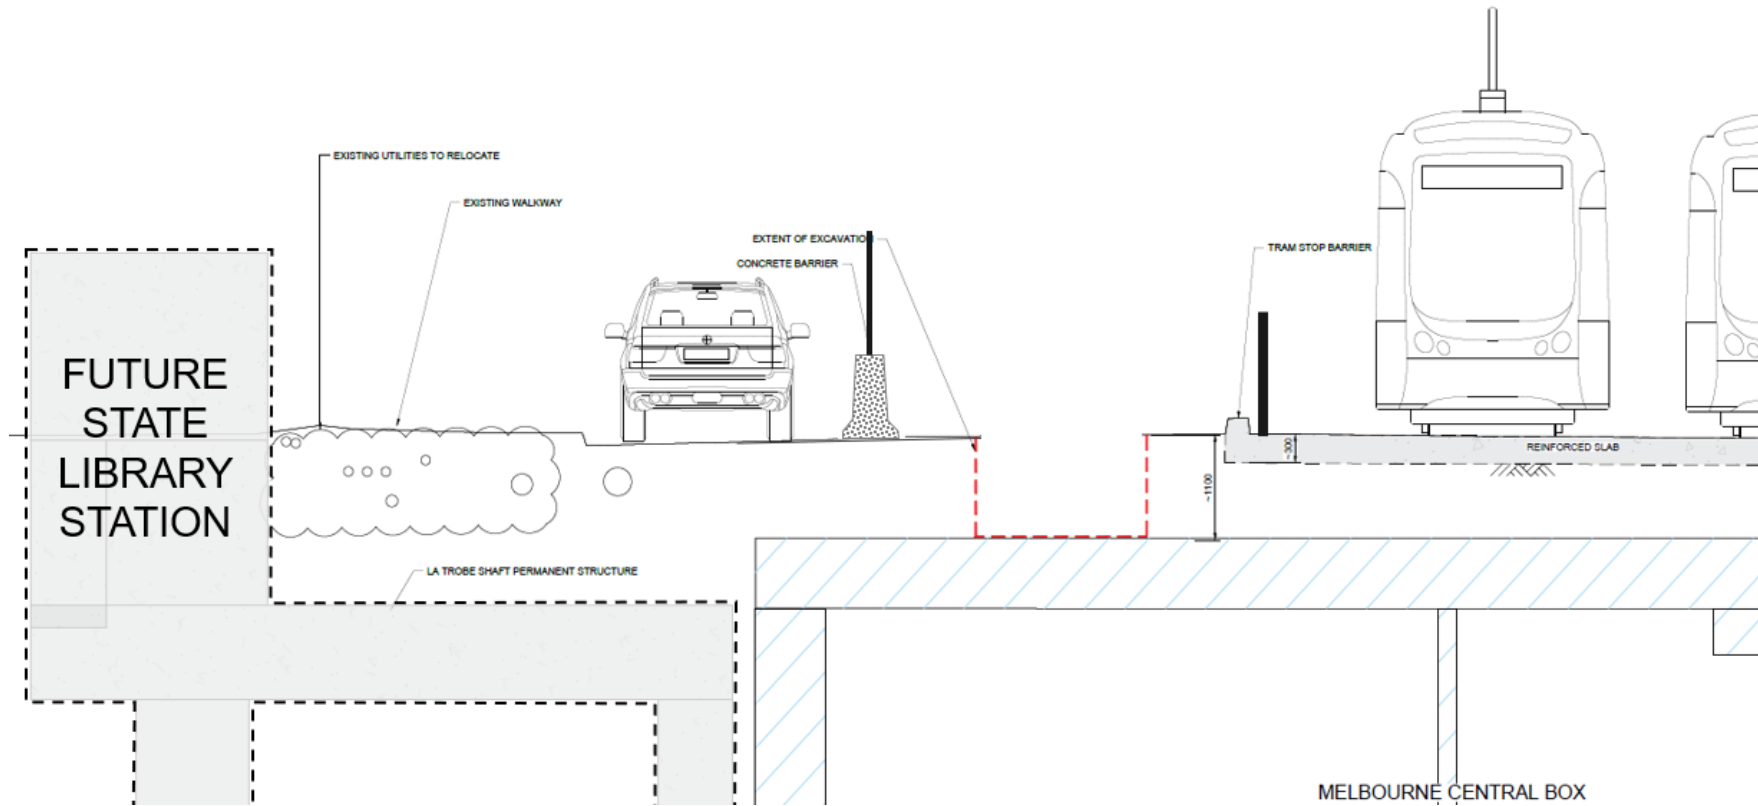 EXISTING UTILITIES TO RELOCATE
EXISTING WALKWAY
EXTENT OF EXCAVATION
CONCRETE BARRIER
TRAM STOP BARRIER
FUTURE
STATE
LIBRARY
STATION
REINFORCED SLAB
~300
~1100
LA TROBE SHAFT PERMANENT STRUCTURE
MELBOURNE CENTRAL BOX